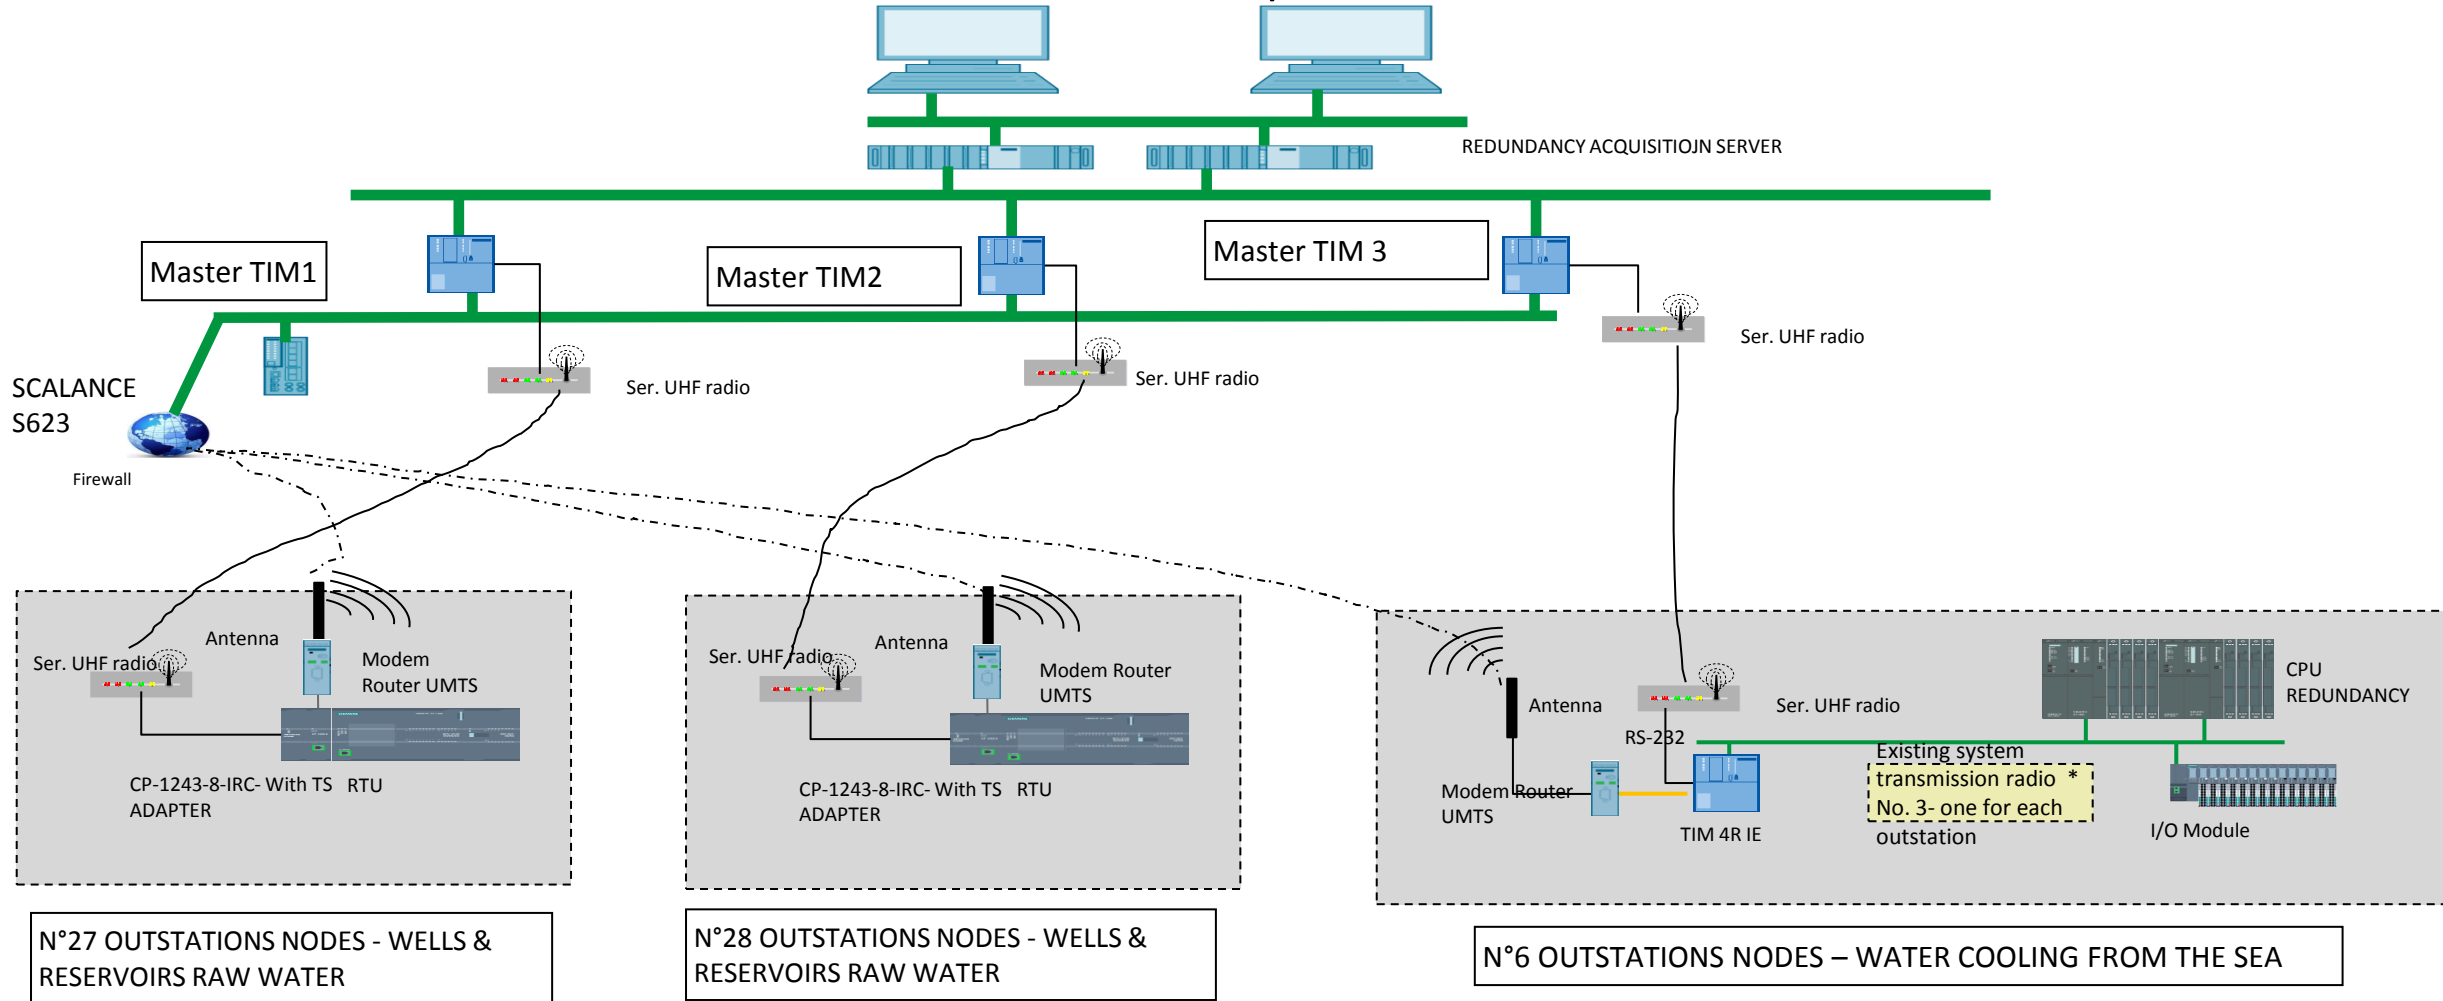 REDUNDANCY ACQUISITIOJN SERVER
Master TIM1
Master TIM2
Master TIM 3
Ser. UHF radio
Ser. UHF radio
Ser. UHF radio
SCALANCE
S623
Firewall
Antenna
Ser. UHF radio
Modem
Router UMTS
CP-1243-8-IRC- With TS
ADAPTER
RTU
Antenna
Ser. UHF radio
Modem Router
UMTS
CP-1243-8-IRC- With TS
ADAPTER
RTU
Antenna
Ser. UHF radio
CPU
REDUNDANCY
RS-232
Modem Router
UMTS
TIM 4R IE
Existing system
transmission radio *
No. 3- one for each
outstation
I/O Module
N°27 OUTSTATIONS NODES - WELLS &
RESERVOIRS RAW WATER
N°28 OUTSTATIONS NODES - WELLS &
RESERVOIRS RAW WATER
N°6 OUTSTATIONS NODES – WATER COOLING FROM THE SEA